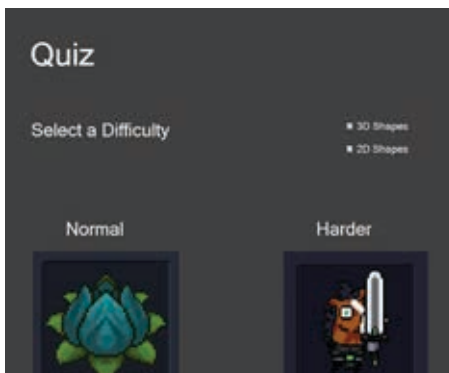 Quiz
Select a Difficulty
3D Shapes
2D Shapes
Normal
Harder